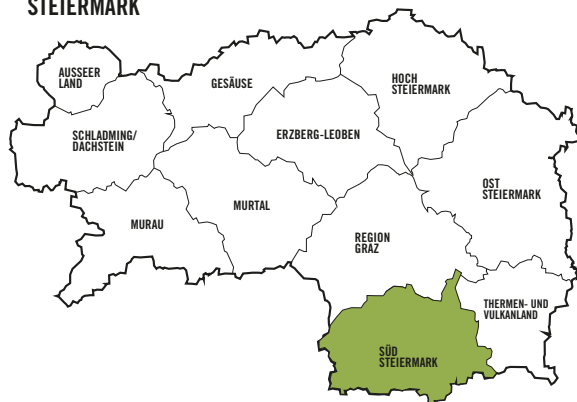 STEIERMARK
AUSSEER
LAND
GESÄUSE
HOCH
STEIERMARK
SCHLADMING/
DACHSTEIN
ERZBERG-LEOBEN
OST
STEIERMARK
MURAU
MURTAL
REGION
GRAZ
THERMEN- UND
VULKANLAND
SÜD
STEIERMARK